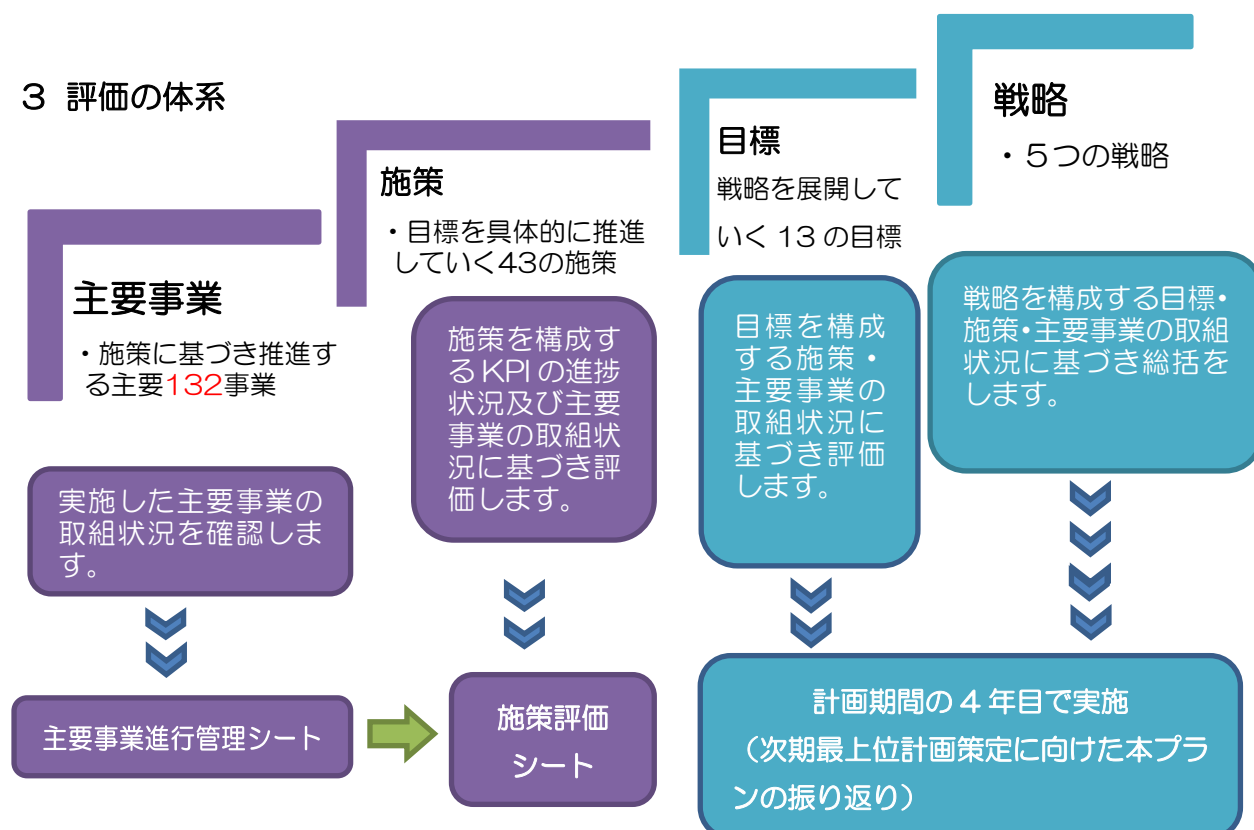 3 評価の体系
主要事業
・施策に基づき推進す
る主要132事業
実施した主要事業の
取組状況を確認しま
す。
主要事業進行管理シート
施策
・目標を具体的に推進
していく43の施策
施策を構成す
るKPIの進捗
状況及び主要
事業の取組状
況に基づき評
価します。
施策評価
シート
目標
戦略を展開して
いく13の目標
目標を構成
する施策・
主要事業の
取組状況に
基づき評価
します。
戦略
・５つの戦略
戦略を構成する目標・
施策・主要事業の取組
状況に基づき総括を
します。
計画期間の４年目で実施
（次期最上位計画策定に向けた本プラ
ンの振り返り）